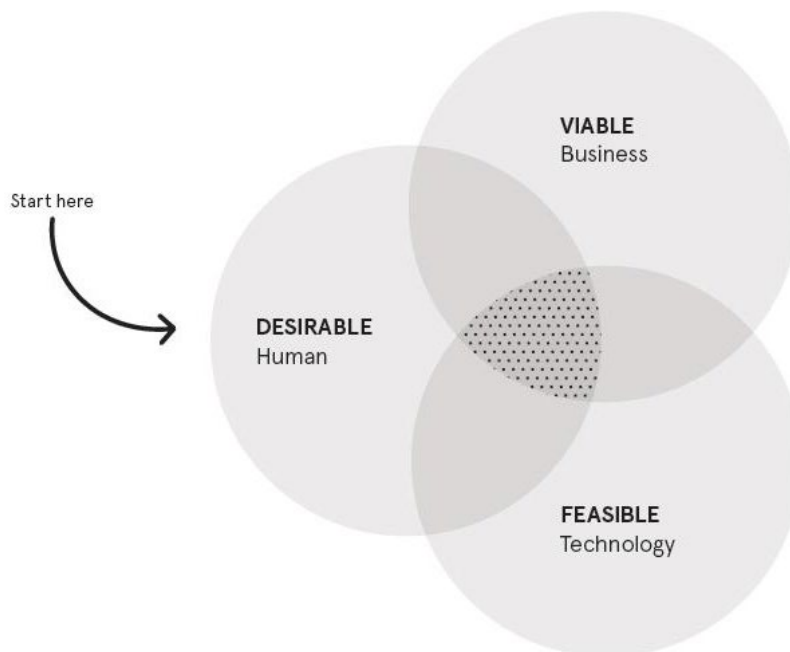 VIABLE
Business
Start here
DESIRABLE
Human
FEASIBLE
Technology